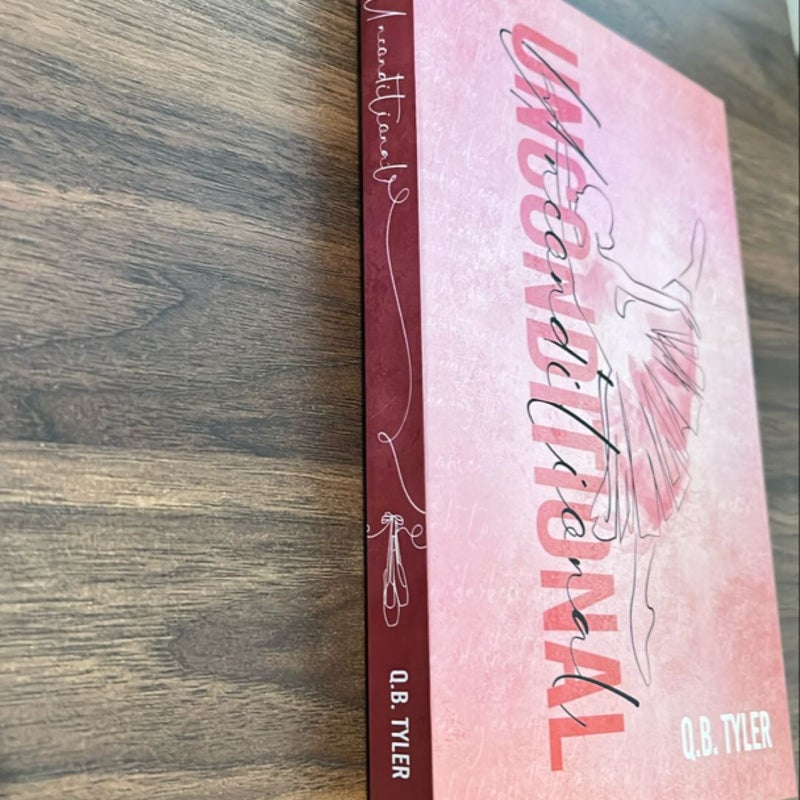 Unconditional
Q.B. TYLER
UNCONDITIONAL
Unconditional
Q.B. TYLER